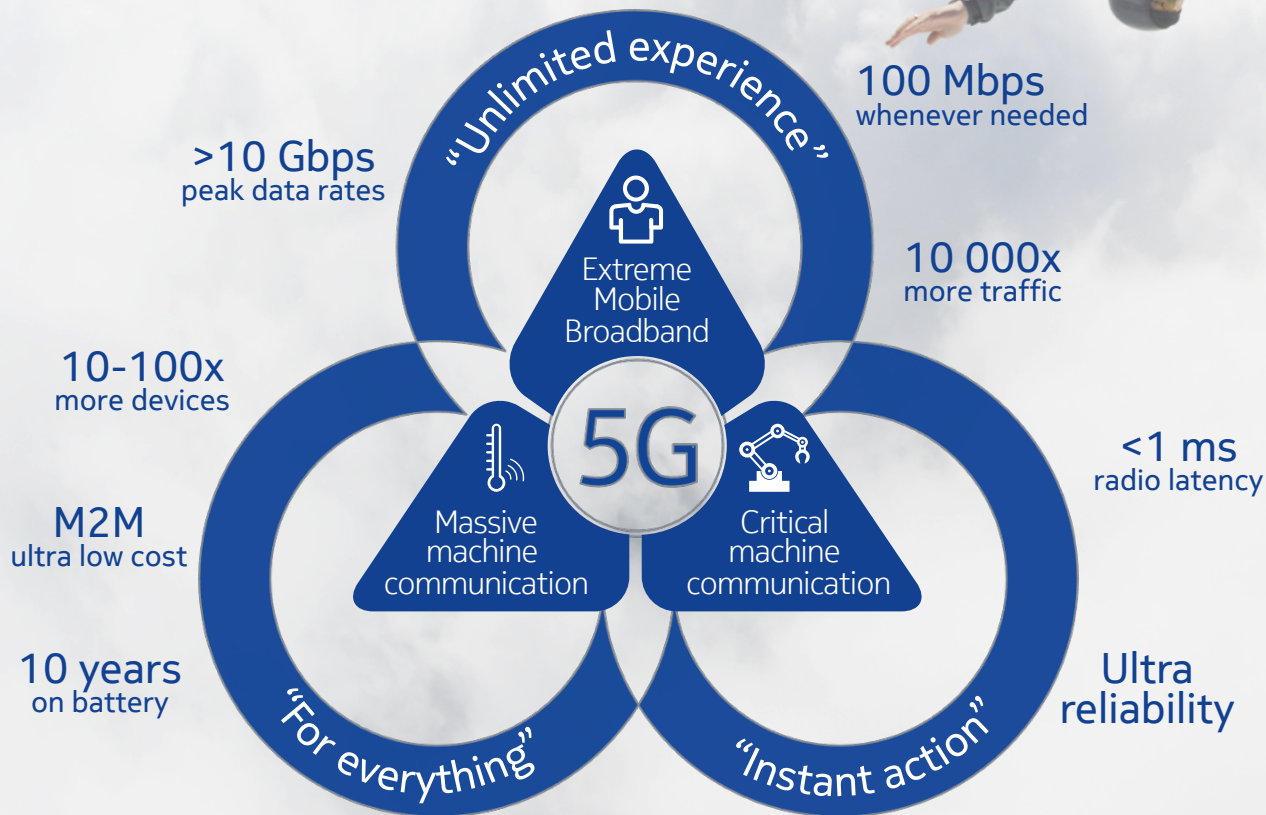 “Unlimited experience”
100 Mbps
whenever needed
>10 Gbps
peak data rates
10 000x
more traffic
Extreme
Mobile
Broadband
10-100x
more devices
5G
<1 ms
radio latency
M2M
ultra low cost
Massive
machine
communication
Critical
machine
communication
10 years
on battery
Ultra
reliability
“For everything”
“Instant action”